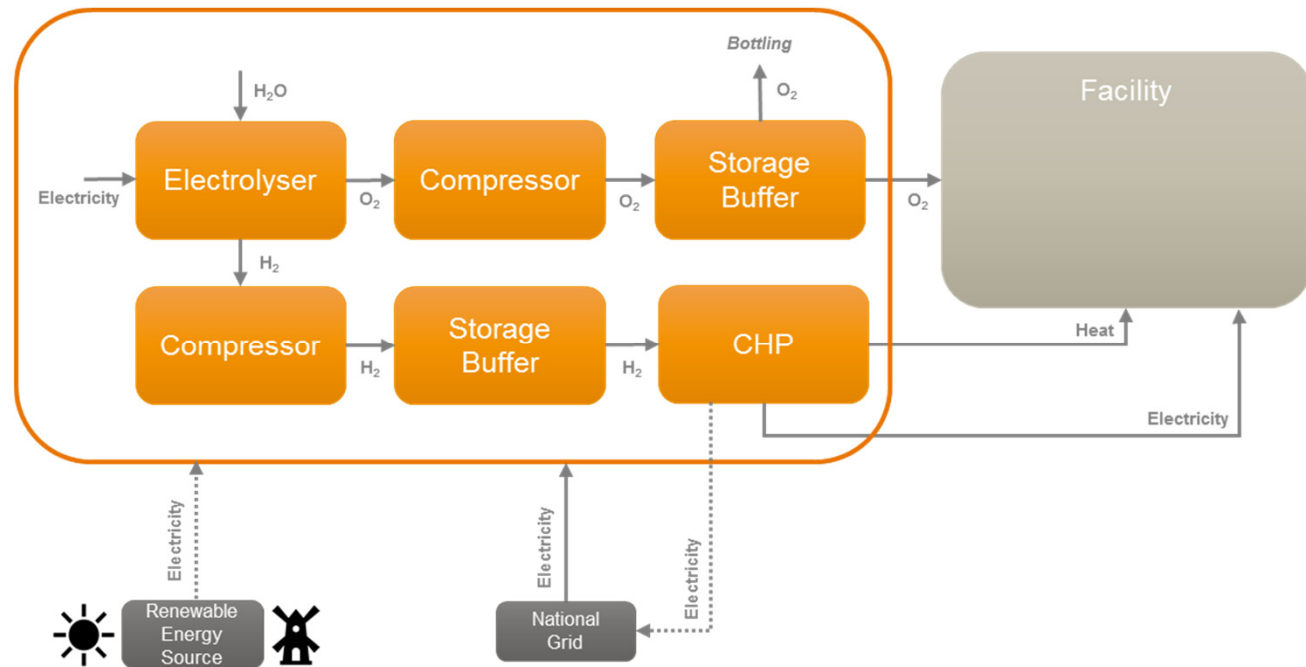 Bottling
H₂O
O₂
Facility
Electrolyser
Compressor
Storage
Buffer
Electricity
O₂
O₂
O₂
H₂
Compressor
Storage
Buffer
CHP
H₂
H₂
Heat
Electricity
Electricity
Electricity
Electricity
Renewable
Energy
Source
National
Grid